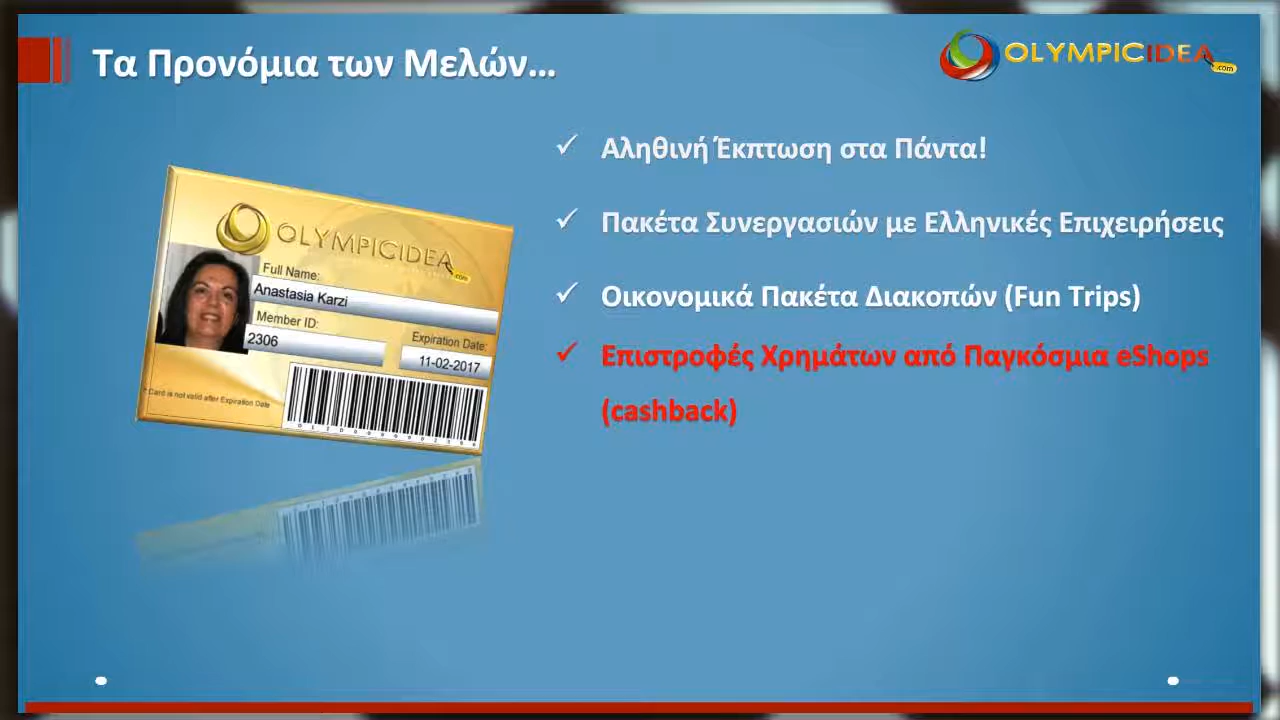 Τα Προνόμια των Μελών...
OLYMPICIDEA
.com
Αληθινή Έκπτωση στα Πάντα!
Πακέτα Συνεργασιών με Ελληνικές Επιχειρήσεις
Οικονομικά Πακέτα Διακοπών (Fun Trips)
Επιστροφές Χρημάτων από Παγκόσμια eShops
(cashback)
OLYMPICIDEA
.com
Full Name:
Anastasia Karzi
Member ID:
2306
Expiration Date:
11-02-2017
* Card is not valid after Expiration Date